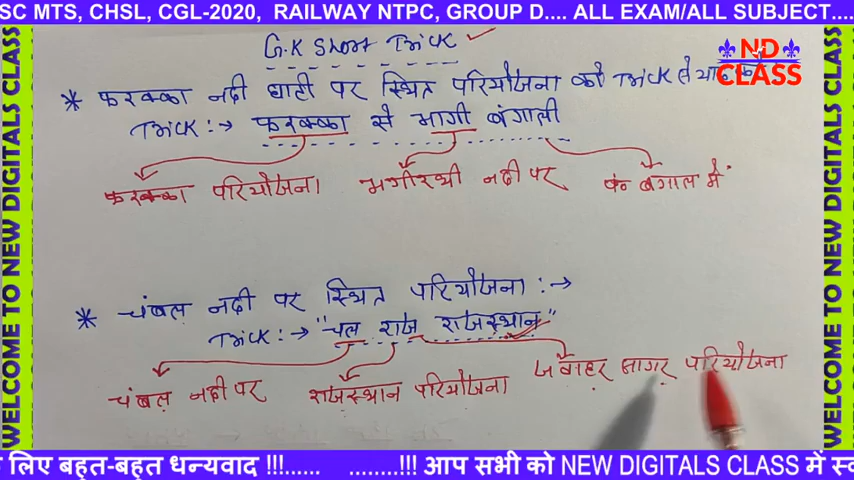 SC MTS, CHSL, CGL-2020, RAILWAY NTPC, GROUP D.... ALL EXAM/ALL SUBJECT....
ND
CLASS
WELCOME TO NEW DIGITALS CLASS
WELCOME TO NEW DIGITALS CLASS
G.K Short Trick
* फरक्का नदी घाटी पर स्थित परियोजना को Trick से
Trick :→ फरक्का से भागी बंगाली
फरक्का परियोजना भगीरथी नदी पर प० बंगाल में
* चंबल नदी पर स्थित परियोजना :→
Trick :→ "चल राज राजस्थान"
चंबल नदी पर राजस्थान परियोजना जवाहर सागर परियोजना
लिए बहुत-बहुत धन्यवाद !!!...... ........!!! आप सभी को NEW DIGITALS CLASS में